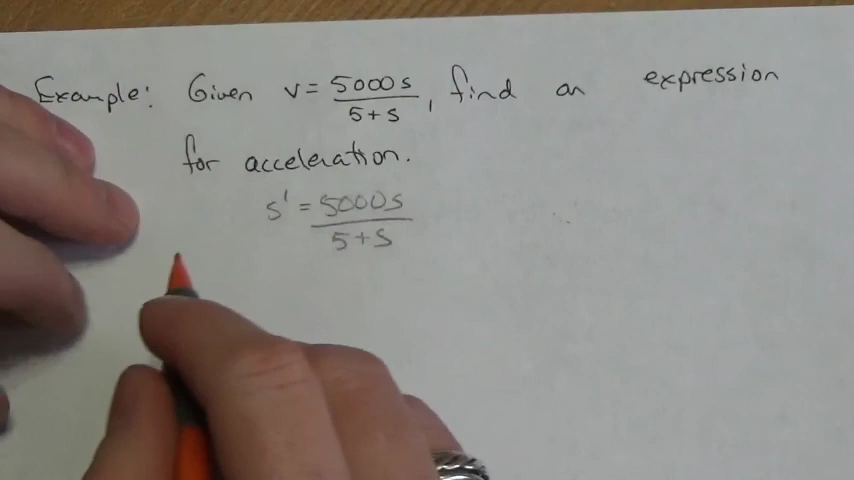 Example: Given v = 5000s / 5+s, find an expression
for acceleration.
s' = 5000s / 5+s